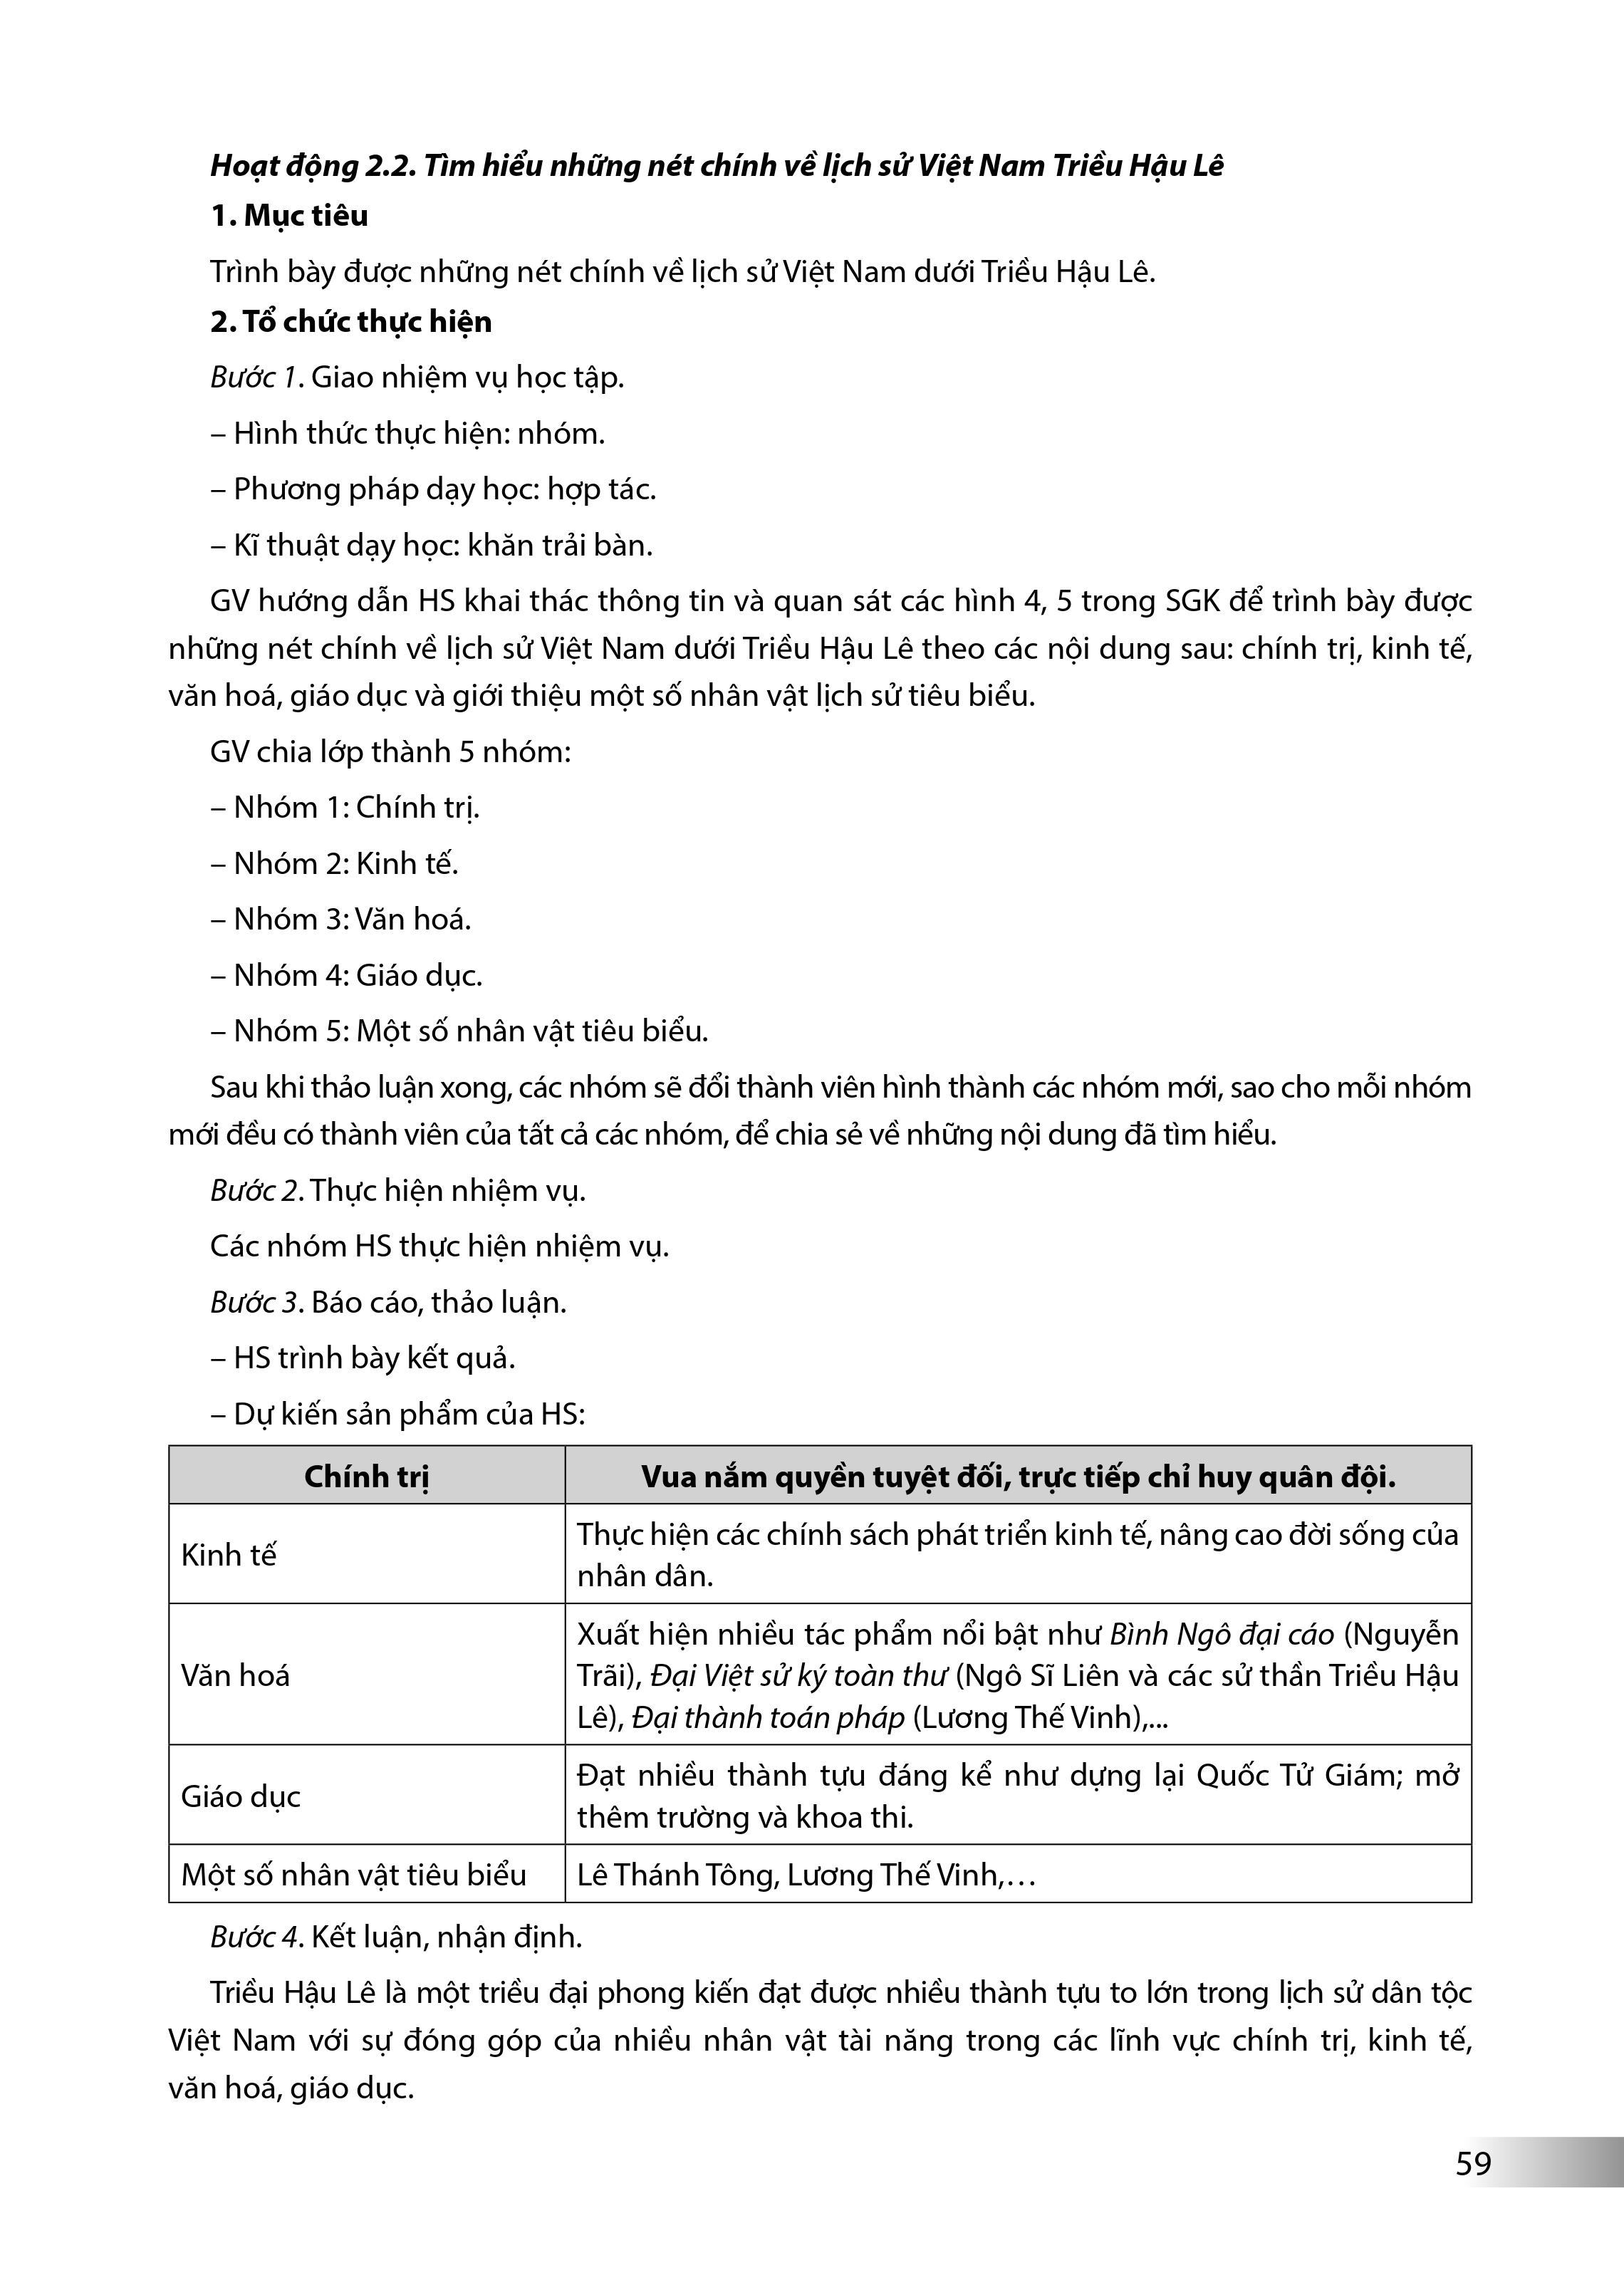 Hoạt động 2.2. Tìm hiểu những nét chính về lịch sử Việt Nam Triều Hậu Lê
1. Mục tiêu
Trình bày được những nét chính về lịch sử Việt Nam dưới Triều Hậu Lê.
2. Tổ chức thực hiện
Bước 1. Giao nhiệm vụ học tập.
– Hình thức thực hiện: nhóm.
– Phương pháp dạy học: hợp tác.
– Kĩ thuật dạy học: khăn trải bàn.
GV hướng dẫn HS khai thác thông tin và quan sát các hình 4, 5 trong SGK để trình bày được
những nét chính về lịch sử Việt Nam dưới Triều Hậu Lê theo các nội dung sau: chính trị, kinh tế,
văn hoá, giáo dục và giới thiệu một số nhân vật lịch sử tiêu biểu.
GV chia lớp thành 5 nhóm:
– Nhóm 1: Chính trị.
– Nhóm 2: Kinh tế.
– Nhóm 3: Văn hoá.
– Nhóm 4: Giáo dục.
– Nhóm 5: Một số nhân vật tiêu biểu.
Sau khi thảo luận xong, các nhóm sẽ đổi thành viên hình thành các nhóm mới, sao cho mỗi nhóm
mới đều có thành viên của tất cả các nhóm, để chia sẻ về những nội dung đã tìm hiểu.
Bước 2. Thực hiện nhiệm vụ.
Các nhóm HS thực hiện nhiệm vụ.
Bước 3. Báo cáo, thảo luận.
– HS trình bày kết quả.
– Dự kiến sản phẩm của HS:
Chính trị
Vua nắm quyền tuyệt đối, trực tiếp chỉ huy quân đội.
Kinh tế
Thực hiện các chính sách phát triển kinh tế, nâng cao đời sống của
nhân dân.
Văn hoá
Xuất hiện nhiều tác phẩm nổi bật như Bình Ngô đại cáo (Nguyễn
Trãi), Đại Việt sử ký toàn thư (Ngô Sĩ Liên và các sử thần Triều Hậu
Lê), Đại thành toán pháp (Lương Thế Vinh),...
Giáo dục
Đạt nhiều thành tựu đáng kể như dựng lại Quốc Tử Giám; mở
thêm trường và khoa thi.
Một số nhân vật tiêu biểu
Lê Thánh Tông, Lương Thế Vinh,…
Bước 4. Kết luận, nhận định.
Triều Hậu Lê là một triều đại phong kiến đạt được nhiều thành tựu to lớn trong lịch sử dân tộc
Việt Nam với sự đóng góp của nhiều nhân vật tài năng trong các lĩnh vực chính trị, kinh tế,
văn hoá, giáo dục.
59